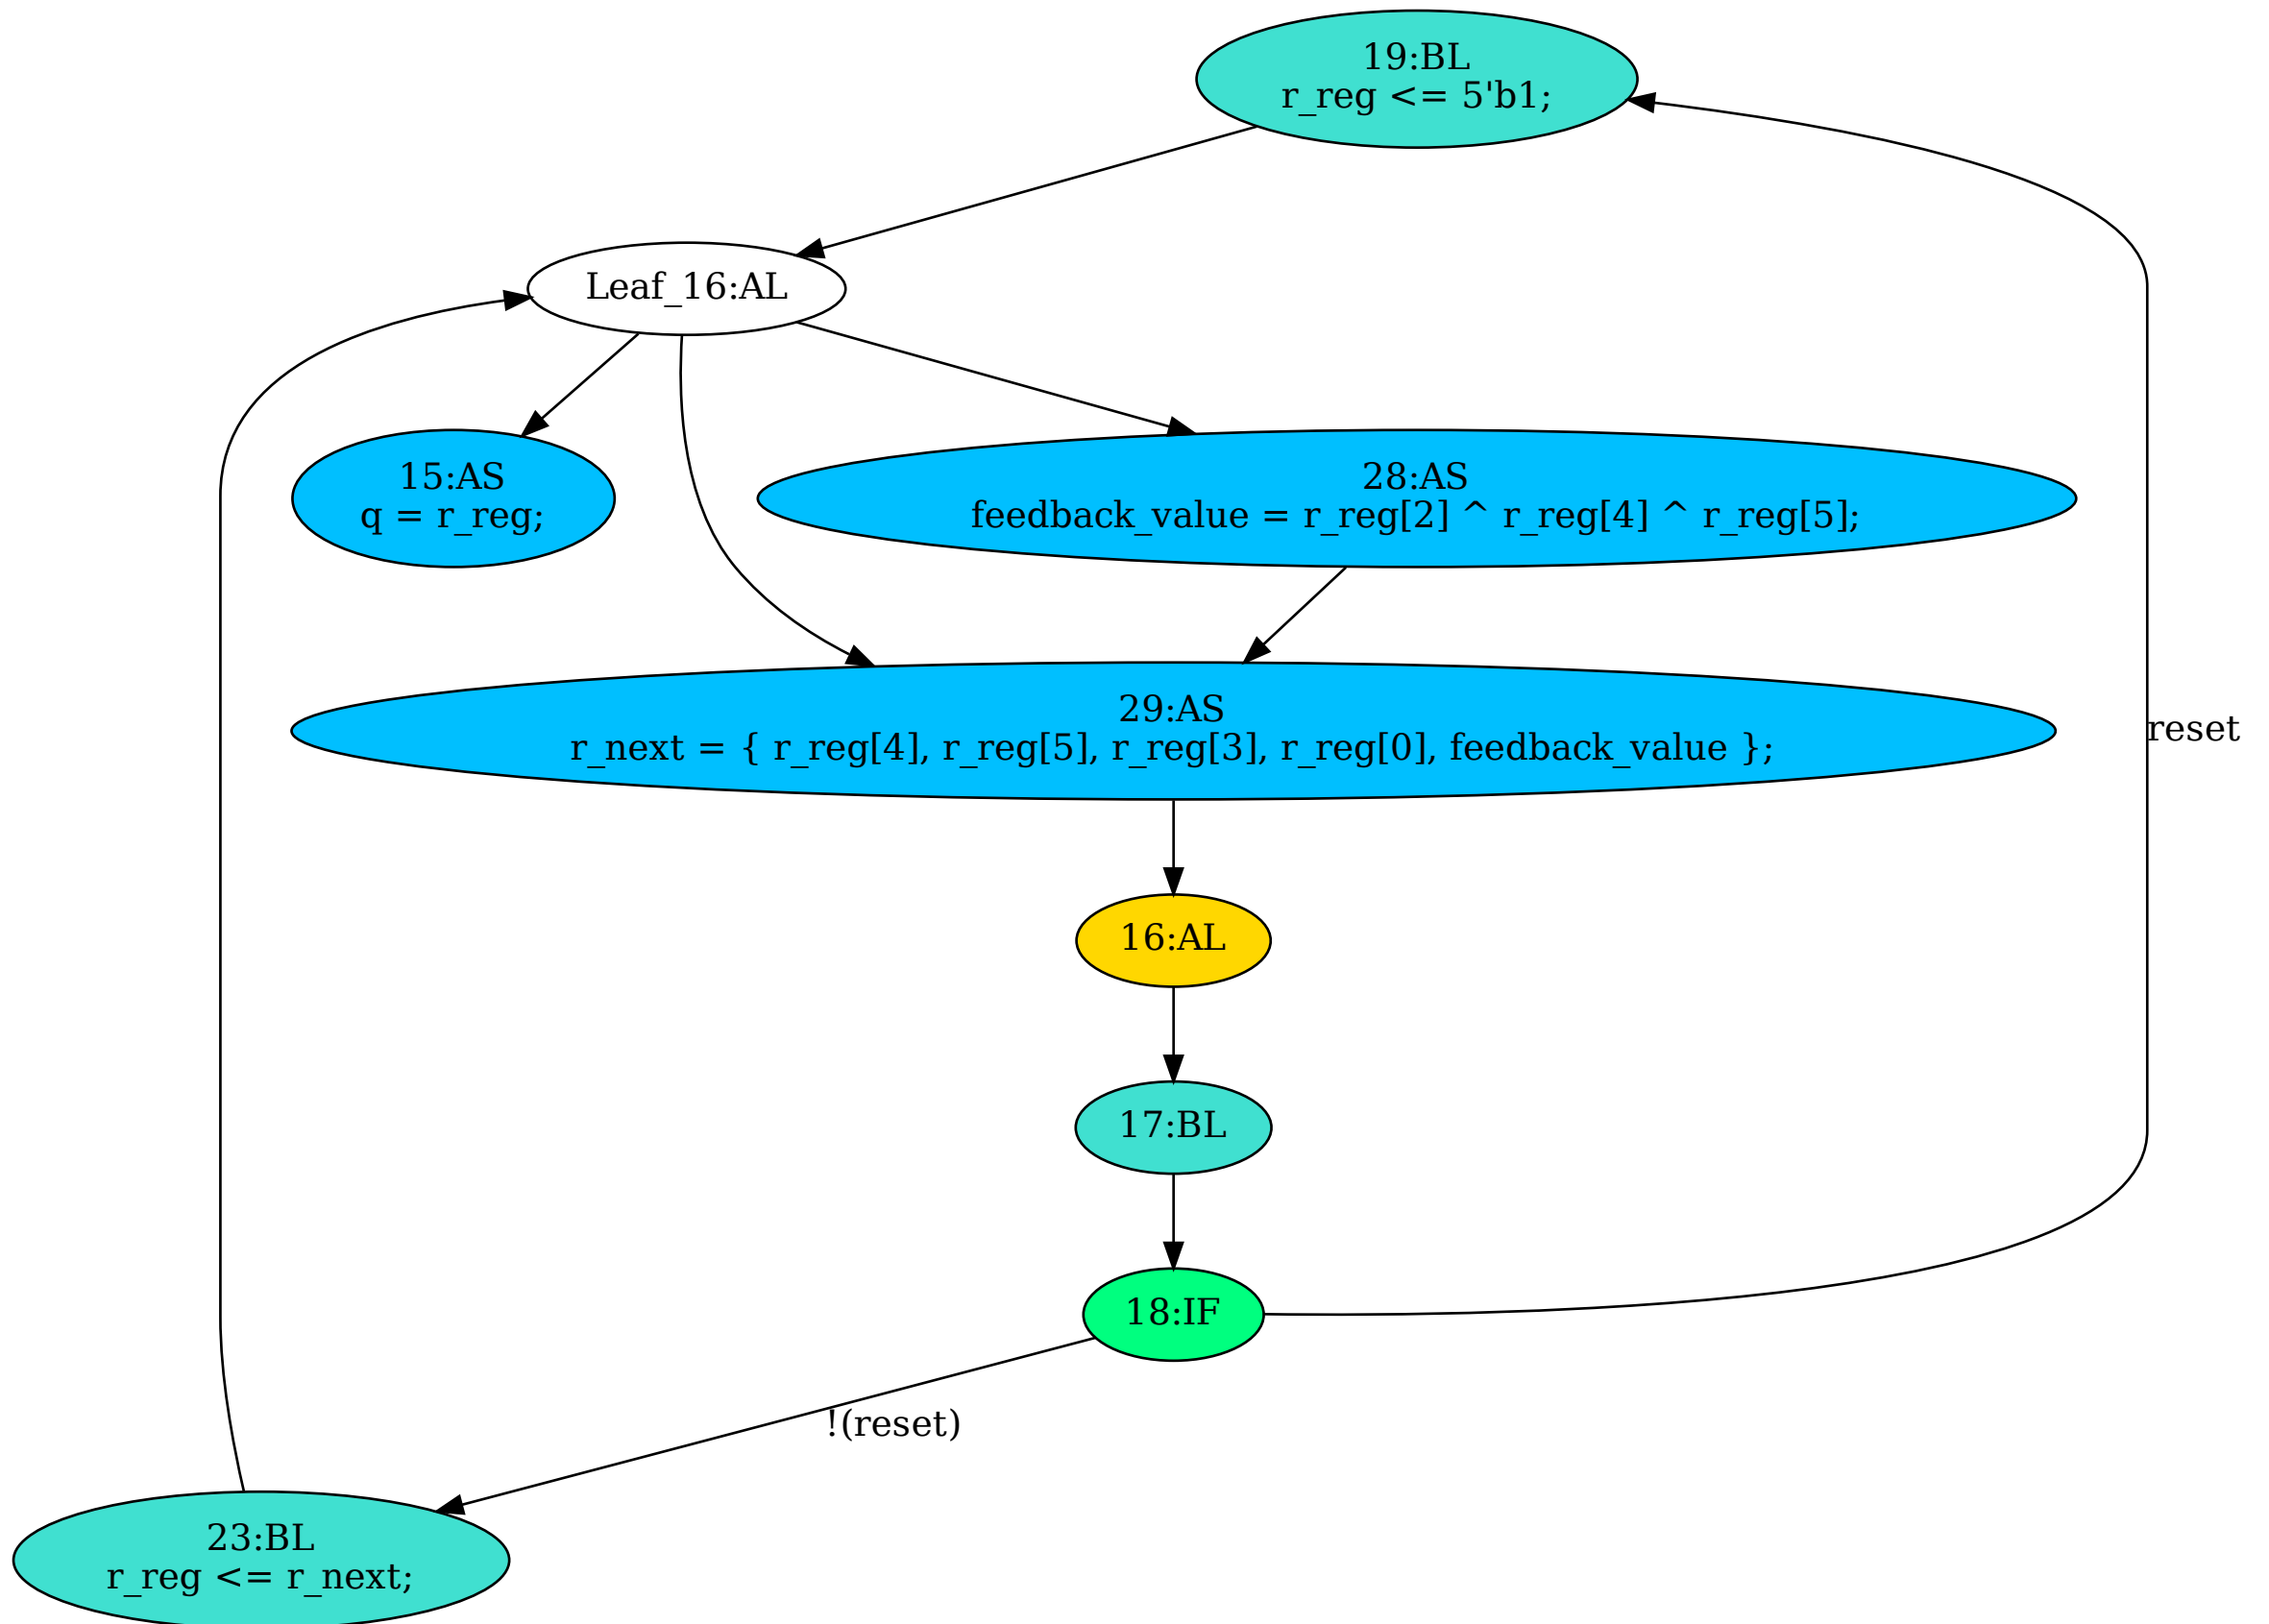 19:BL
r_reg <= 5'b1;
Leaf_16:AL
15:AS
q = r_reg;
28:AS
feedback_value = r_reg[2] ^ r_reg[4] ^ r_reg[5];
29:AS
r_next = { r_reg[4], r_reg[5], r_reg[3], r_reg[0], feedback_value };
reset
16:AL
17:BL
18:IF
!(reset)
23:BL
r_reg <= r_next;